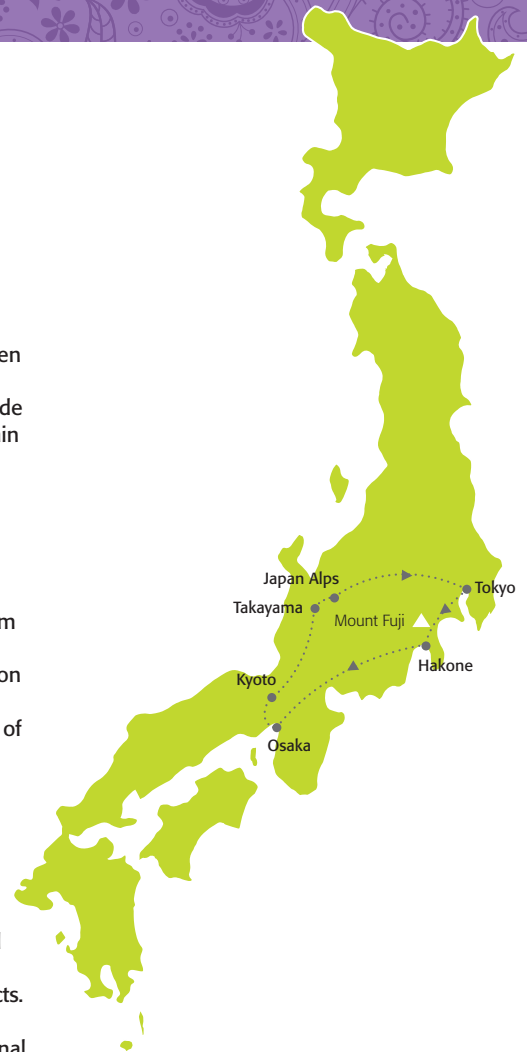 en
de
in
m
on
of
cts.
nal
Japan Alps
Takayama
Tokyo
Mount Fuji
Hakone
Kyoto
Osaka